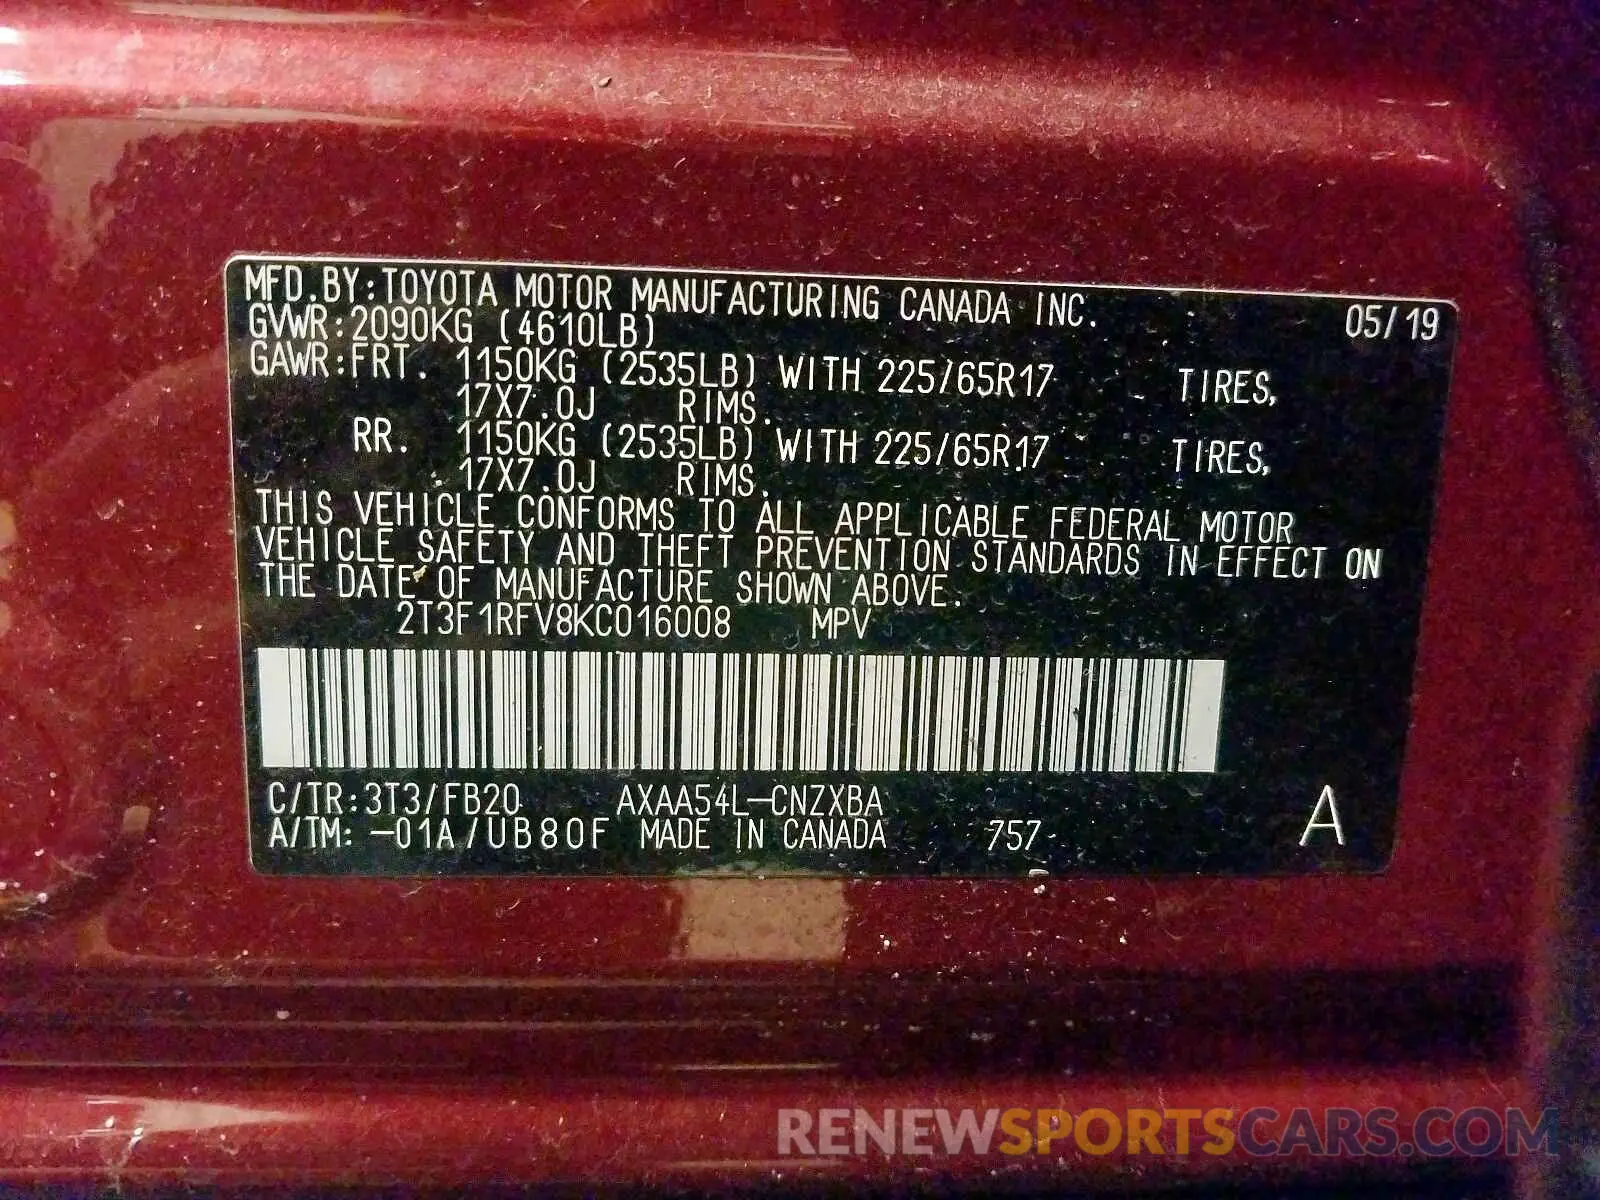 MFD.BY:TOYOTA MOTOR MANUFACTURING CANADA INC. 05/19
GVWR:2090KG (4610LB)
GAWR:FRT. 1150KG (2535LB) WITH 225/65R17 TIRES,
17X7.0J RIMS.
RR. 1150KG (2535LB) WITH 225/65R17 TIRES,
17X7.0J RIMS.
THIS VEHICLE CONFORMS TO ALL APPLICABLE FEDERAL MOTOR
VEHICLE SAFETY AND THEFT PREVENTION STANDARDS IN EFFECT ON
THE DATE OF MANUFACTURE SHOWN ABOVE.
2T3F1RFV8KC016008 MPV
C/TR:3T3/FB20 AXAA54L-CNZXBA
A/TM: -01A/UB80F MADE IN CANADA 757 A
RENEWSPORTSCARS.COM